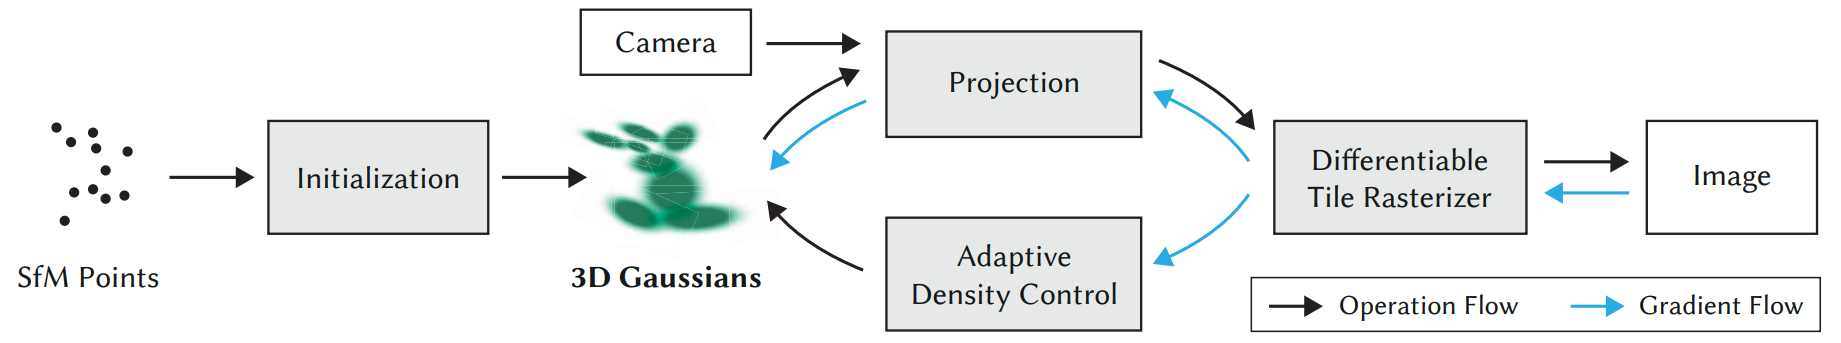 SfM Points
Initialization
3D Gaussians
Camera
Projection
Adaptive
Density Control
Differentiable
Tile Rasterizer
Image
Operation Flow
Gradient Flow